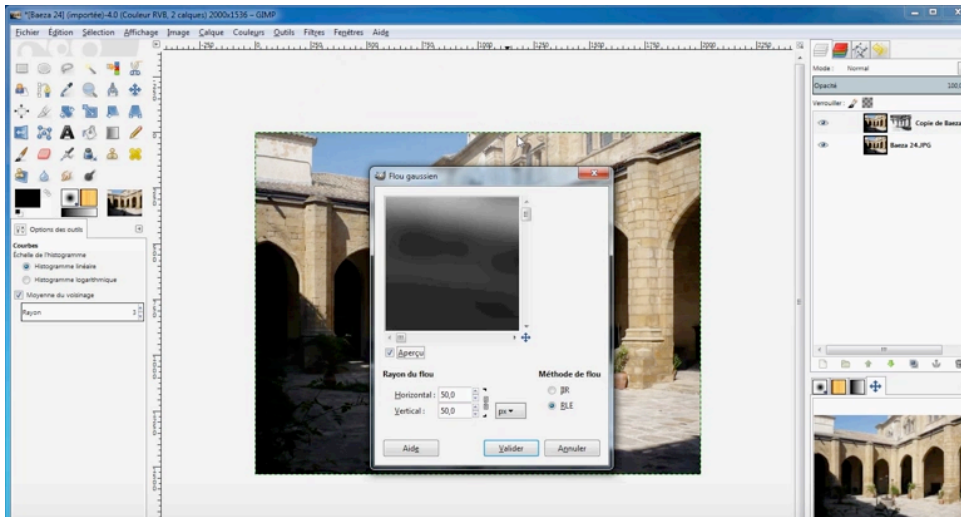 *[Baeza 24] (importée)-4.0 (Couleur RVB, 2 calques) 2000x1536 – GIMP
Fichier Édition Sélection Affichage Image Calque Couleurs Outils Filtres Fenêtres Aide
Mode : Normal
Opacité 100,0
Verrouiller :
Copie de Baeza
Baeza 24.JPG
Options des outils
Courbes
Échelle de l'histogramme
Histogramme linéaire
Histogramme logarithmique
Moyenne du voisinage
Rayon 3
Flou gaussien
Aperçu
Rayon du flou
Méthode de flou
Horizontal : 50,0
IIR
Vertical : 50,0
px
RLE
Aide
Valider
Annuler